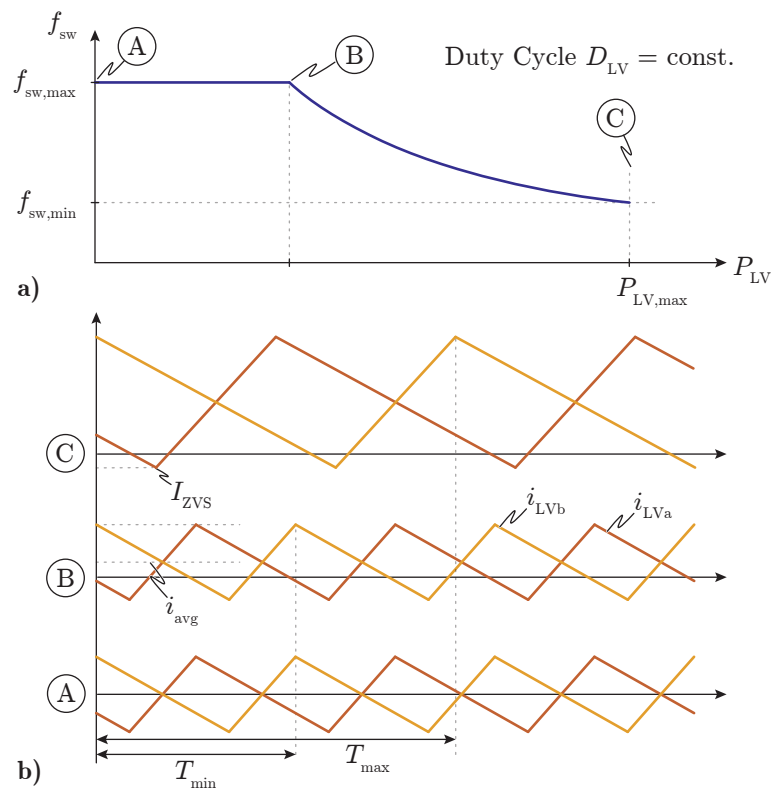 f_sw
A
B
Duty Cycle D_LV = const.
f_sw,max
C
f_sw,min
P_LV
a)
P_LV,max
C
I_ZVS
i_LVb
i_LVa
B
i_avg
A
T_max
T_min
b)